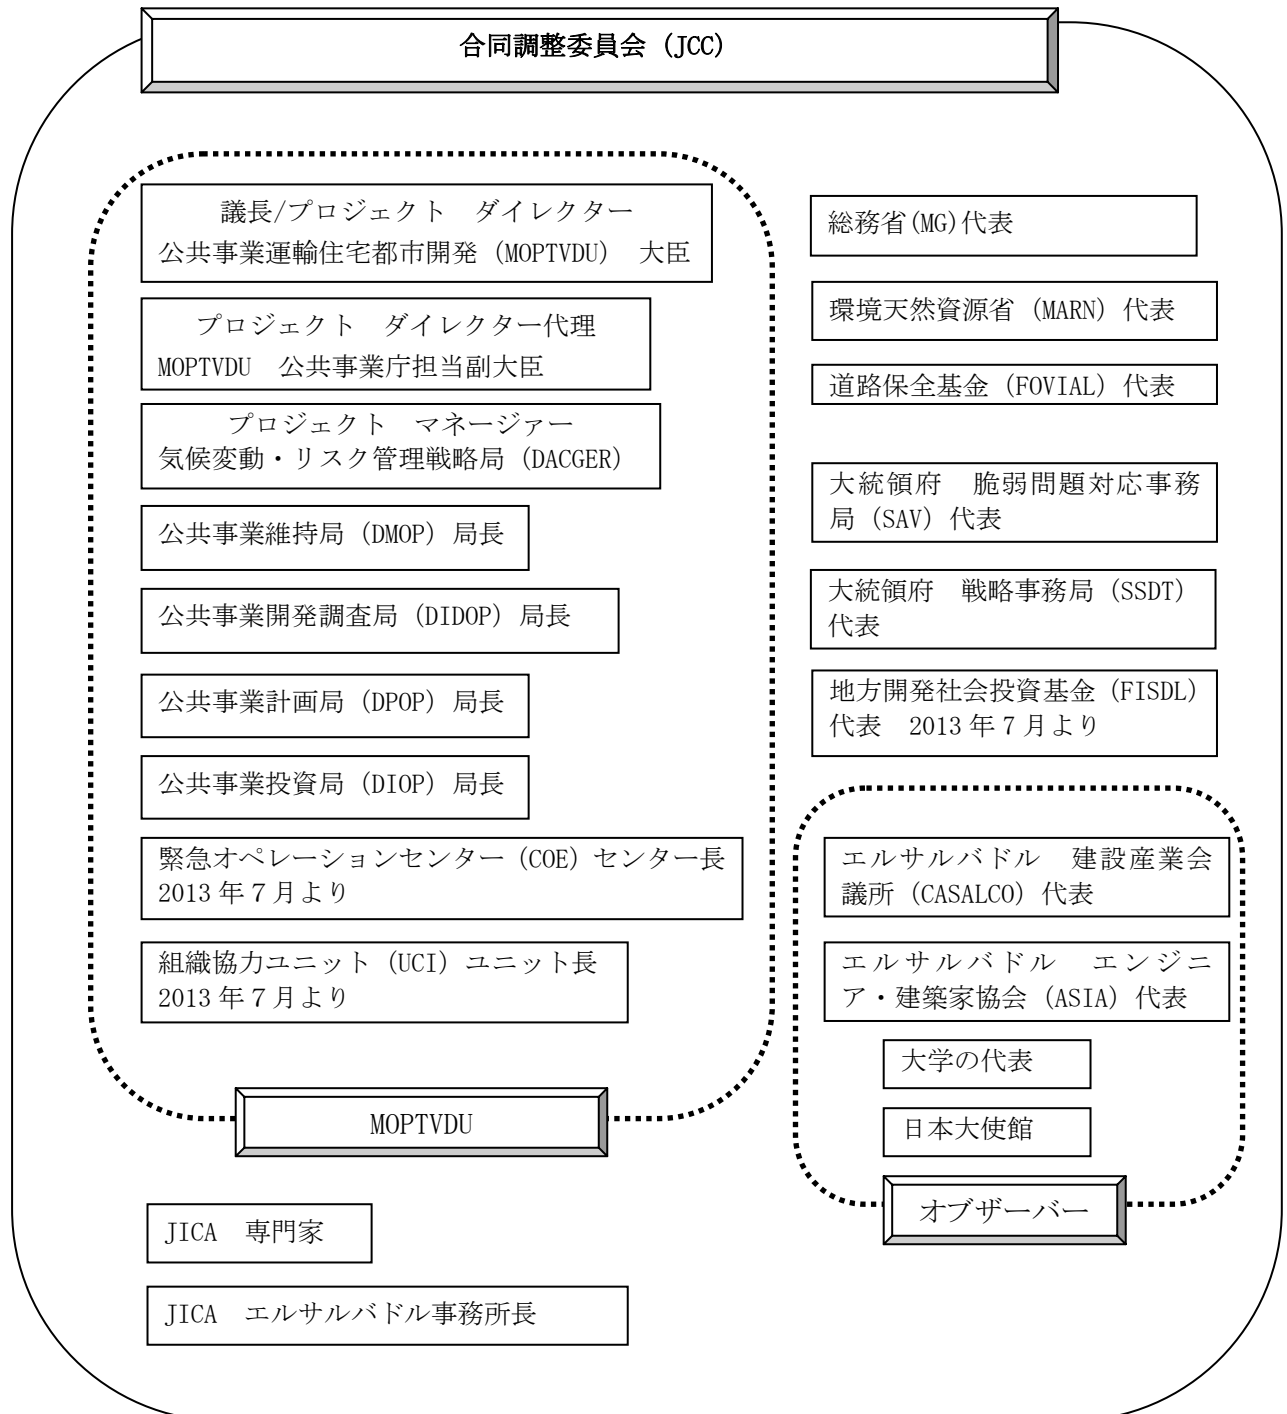 合同調整委員会（JCC）
議長/プロジェクト　ダイレクター
公共事業運輸住宅都市開発（MOPTVDU）　大臣
プロジェクト　ダイレクター代理
MOPTVDU　公共事業庁担当副大臣
プロジェクト　マネージァー
気候変動・リスク管理戦略局（DACGER）
公共事業維持局（DMOP）局長
公共事業開発調査局（DIDOP）局長
公共事業計画局（DPOP）局長
公共事業投資局（DIOP）局長
緊急オペレーションセンター（COE）センター長
2013 年 7 月より
組織協力ユニット（UCI）ユニット長
2013 年 7 月より
MOPTVDU
JICA　専門家
JICA　エルサルバドル事務所長
総務省(MG)代表
環境天然資源省（MARN）代表
道路保全基金（FOVIAL）代表
大統領府　脆弱問題対応事務
局（SAV）代表
大統領府　戦略事務局（SSDT）
代表
地方開発社会投資基金（FISDL）
代表　2013 年 7 月より
エルサルバドル　建設産業会
議所（CASALCO）代表
エルサルバドル　エンジニ
ア・建築家協会（ASIA）代表
大学の代表
日本大使館
オブザーバー